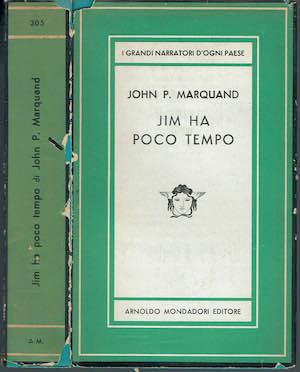 305
Jim ha poco tempo di John P. Marquand
A.M.
I GRANDI NARRATORI D'OGNI PAESE
JOHN P. MARQUAND
JIM HA
POCO TEMPO
ARNOLDO MONDADORI EDITORE